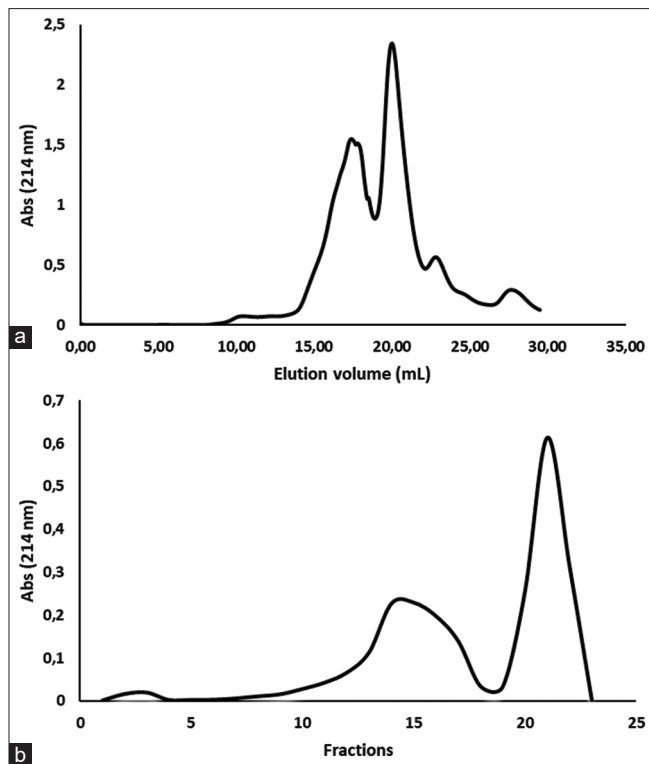 2,5
2
1,5
1
0,5
0
Abs (214 nm)
a
0,00 5,00 10,00 15,00 20,00 25,00 30,00 35,00
Elution volume (mL)
0,7
0,6
0,5
0,4
0,3
0,2
0,1
0
Abs (214 nm)
0 5 10 15 20 25
Fractions
b